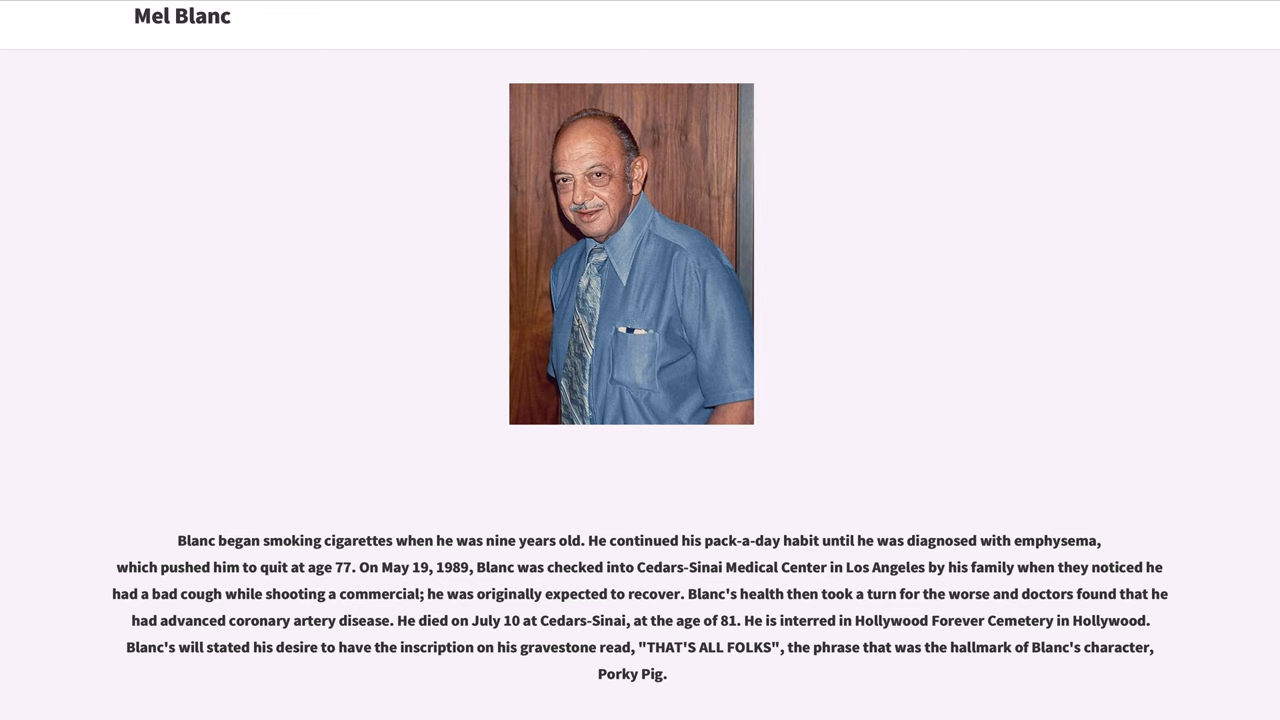 Mel Blanc
Blanc began smoking cigarettes when he was nine years old. He continued his pack-a-day habit until he was diagnosed with emphysema,
which pushed him to quit at age 77. On May 19, 1989, Blanc was checked into Cedars-Sinai Medical Center in Los Angeles by his family when they noticed he
had a bad cough while shooting a commercial; he was originally expected to recover. Blanc's health then took a turn for the worse and doctors found that he
had advanced coronary artery disease. He died on July 10 at Cedars-Sinai, at the age of 81. He is interred in Hollywood Forever Cemetery in Hollywood.
Blanc's will stated his desire to have the inscription on his gravestone read, "THAT'S ALL FOLKS", the phrase that was the hallmark of Blanc's character,
Porky Pig.